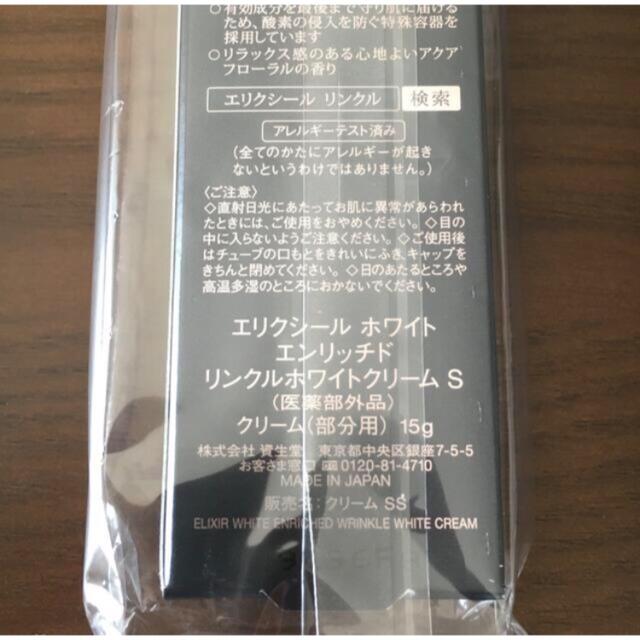 ○有効成分を最後まで守り肌に届ける
ため、酸素の侵入を防ぐ特殊容器を
採用しています
○リラックス感のある心地よいアクア
フローラルの香り
エリクシール リンクル 検索
アレルギーテスト済み
(全てのかたにアレルギーが起き
ないというわけではありません。)
〈ご注意〉
◇直射日光にあたってお肌に異常があらわれ
たときには、ご使用をおやめください。◇目の
中に入らないようご注意ください。◇ご使用後
はチューブの口もとをきれいにふき、キャップを
きちんと閉めてください。◇日のあたるところや
高温多湿のところにおかないでください。
エリクシール ホワイト
エンリッチド
リンクルホワイトクリーム S
(医薬部外品)
クリーム(部分用) 15g
株式会社 資生堂 東京都中央区銀座7-5-5
お客さま窓口 0120-81-4710
MADE IN JAPAN
販売名:クリーム SS
ELIXIR WHITE ENRICHED WRINKLE WHITE CREAM